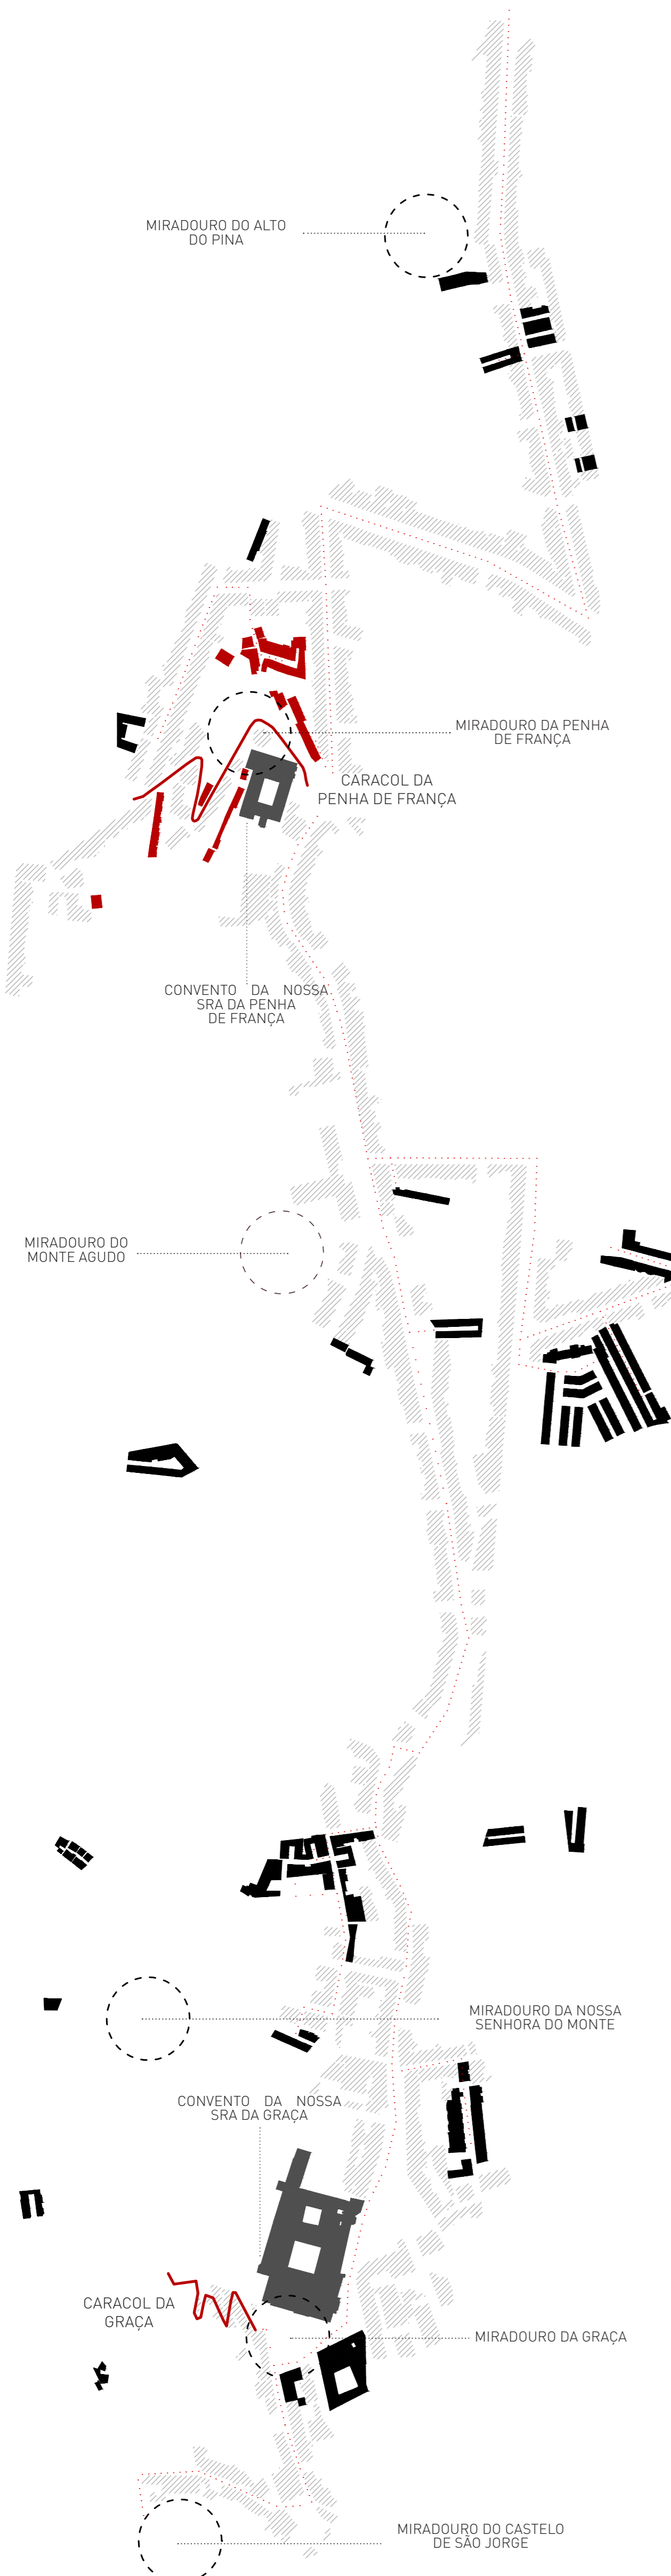 MIRADOURO DO ALTO
DO PINA
MIRADOURO DA PENHA
DE FRANÇA
CARACOL DA
PENHA DE FRANÇA
CONVENTO DA NOSSA
SRA DA PENHA
DE FRANÇA
MIRADOURO DO
MONTE AGUDO
MIRADOURO DA NOSSA
SENHORA DO MONTE
CONVENTO DA NOSSA
SRA DA GRAÇA
CARACOL DA
GRAÇA
MIRADOURO DA GRAÇA
MIRADOURO DO CASTELO
DE SÃO JORGE